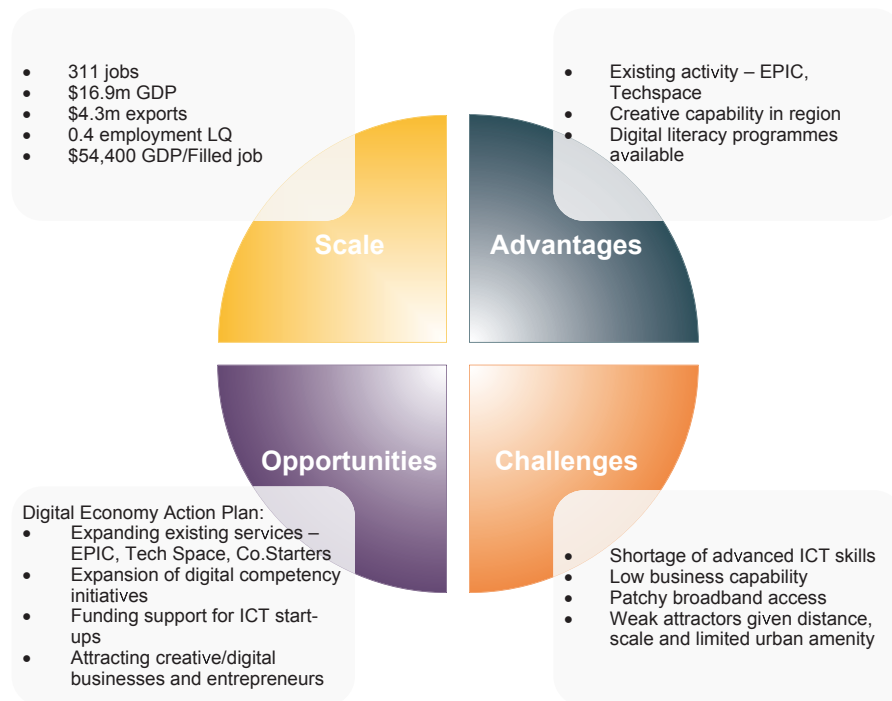 • 311 jobs
• $16.9m GDP
• $4.3m exports
• 0.4 employment LQ
• $54,400 GDP/Filled job
• Existing activity – EPIC,
Techspace
• Creative capability in region
• Digital literacy programmes
available
Scale
Advantages
Opportunities
Challenges
Digital Economy Action Plan:
• Expanding existing services –
EPIC, Tech Space, Co.Starters
• Expansion of digital competency
initiatives
• Funding support for ICT start-
ups
• Attracting creative/digital
businesses and entrepreneurs
• Shortage of advanced ICT skills
• Low business capability
• Patchy broadband access
• Weak attractors given distance,
scale and limited urban amenity